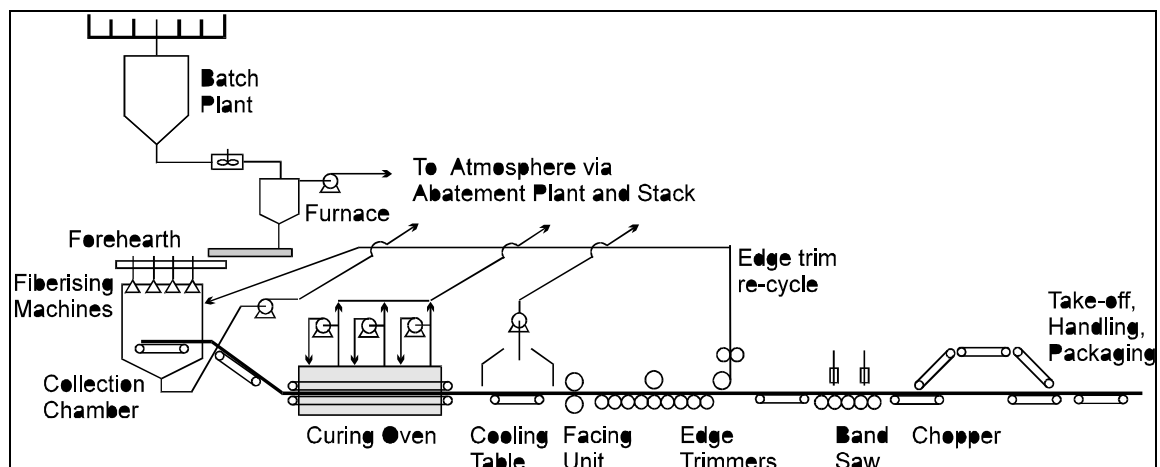 Batch
Plant
To Atmosphere via
Abatement Plant and Stack
Furnace
Forehearth
Fiberising
Machines
Edge trim
re-cycle
Take-off,
Handling,
Packaging
Collection
Chamber
Curing Oven
Cooling
Table
Facing
Unit
Edge
Trimmers
Band
Saw
Chopper